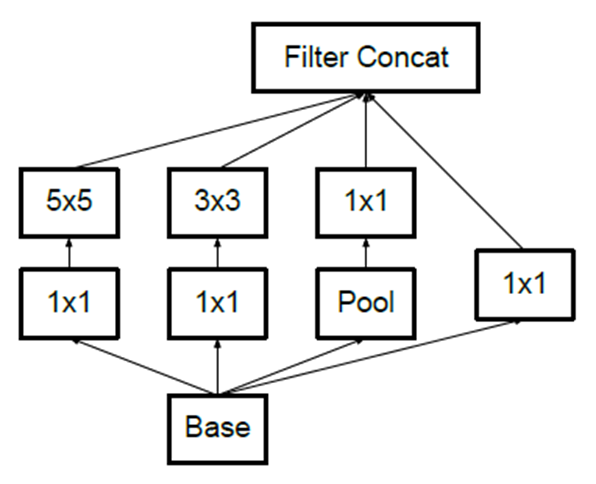 Filter Concat
5x5
3x3
1x1
1x1
1x1
1x1
Pool
Base